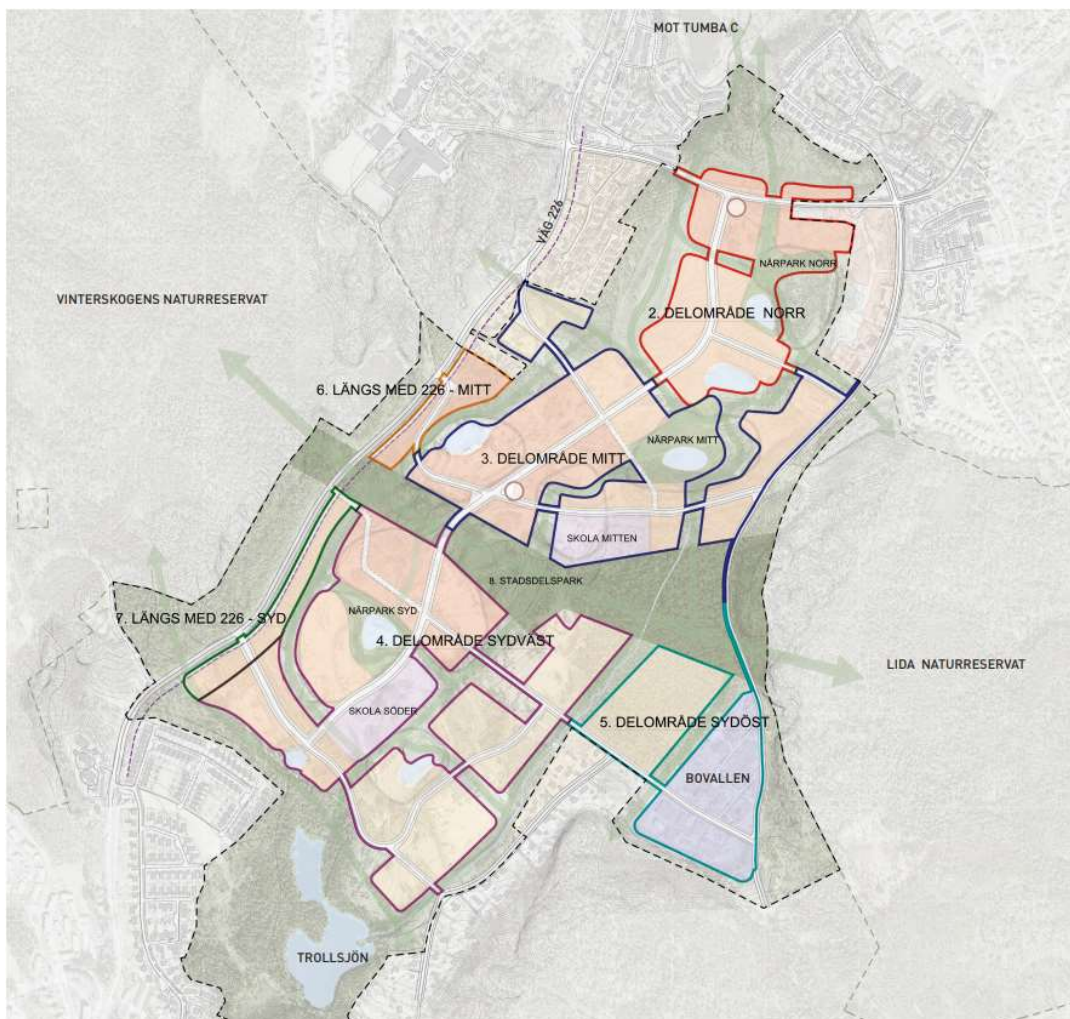 MOT TUMBA C
VÄG 226
NÄRPARK NORR
VINTERSKOGENS NATURRESERVAT
2. DELOMRÅDE NORR
6. LÄNGS MED 226 - MITT
NÄRPARK MITT
3. DELOMRÅDE MITT
SKOLA MITTEN
8. STADSDELSPARK
NÄRPARK SYD
7. LÄNGS MED 226 - SYD
4. DELOMRÅDE SYDVÄST
LIDA NATURRESERVAT
SKOLA SÖDER
5. DELOMRÅDE SYDÖST
BOVALLEN
TROLLSJÖN